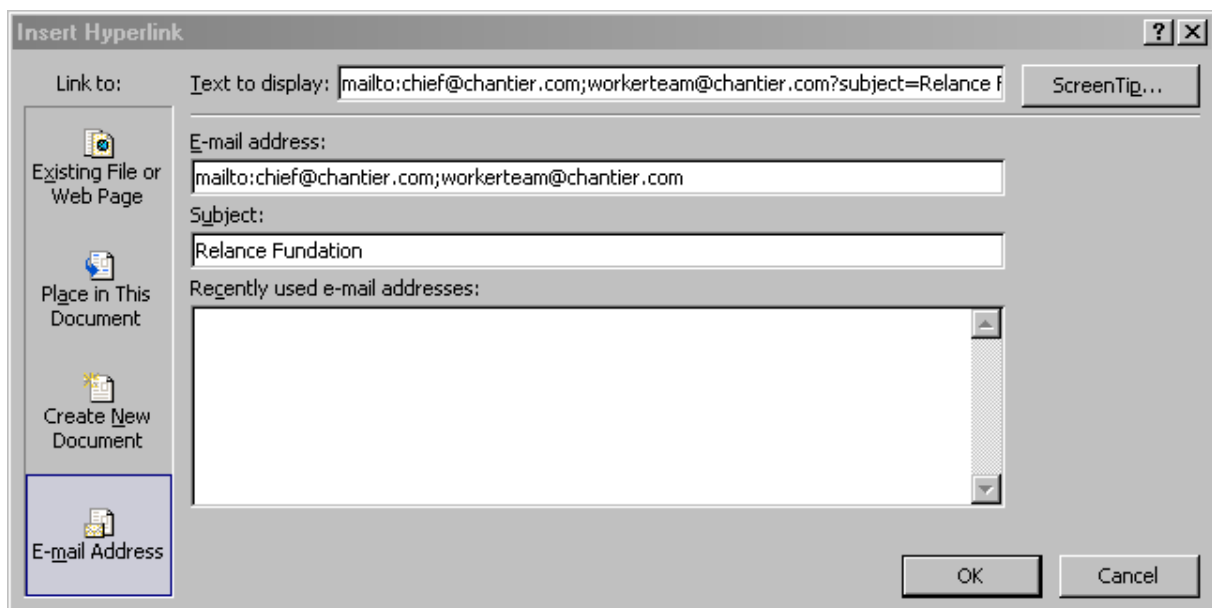 Insert Hyperlink
Link to:
Text to display: mailto:chief@chantier.com;workerteam@chantier.com?subject=Relance F
ScreenTip...
Existing File or
Web Page
E-mail address:
mailto:chief@chantier.com;workerteam@chantier.com
Subject:
Relance Fundation
Place in This
Document
Recently used e-mail addresses:
Create New
Document
E-mail Address
OK
Cancel